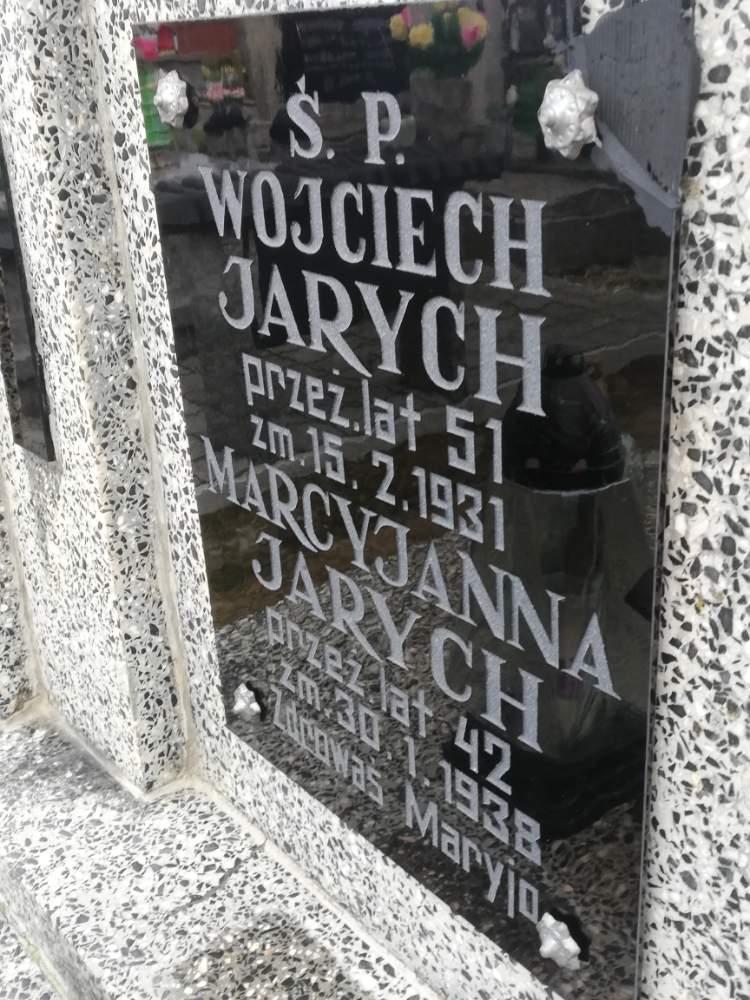 Ś. P.
WOJCIECH
JARYCH
przeż. lat 51
zm. 15. 2. 1931
MARCYJANNA
JARYCH
przeż lat 42
zm. 30. 1. 1938
Zdrowaś Maryjo